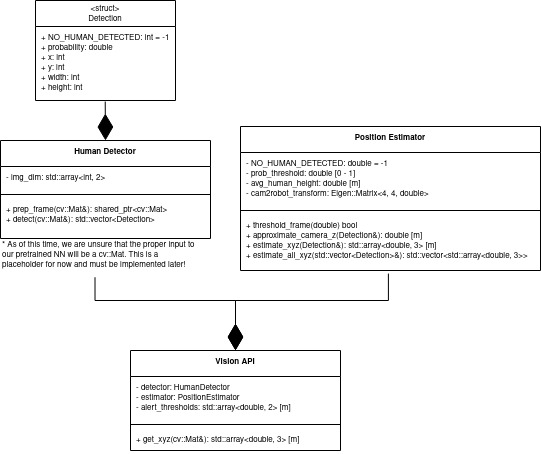 <struct>
Detection
+ NO_HUMAN_DETECTED: int = -1
+ probability: double
+ x: int
+ y: int
+ width: int
+ height: int
Human Detector
- img_dim: std::array<int, 2>
+ prep_frame(cv::Mat&): shared_ptr<cv::Mat>
+ detect(cv::Mat&): std::vector<Detection>
* As of this time, we are unsure that the proper input to
our pretrained NN will be a cv::Mat. This is a
placeholder for now and must be implemented later!
Position Estimator
- NO_HUMAN_DETECTED: double = -1
- prob_threshold: double [0 - 1]
- avg_human_height: double [m]
- cam2robot_transform: Eigen::Matrix<4, 4, double>
+ threshold_frame(double) bool
+ approximate_camera_z(Detection&): double [m]
+ estimate_xyz(Detection&): std::array<double, 3> [m]
+ estimate_all_xyz(std::vector<Detection>&): std::vector<std::array<double, 3>>
Vision API
- detector: HumanDetector
- estimator: PositionEstimator
- alert_thresholds: std::array<double, 2> [m]
+ get_xyz(cv::Mat&): std::array<double, 3> [m]